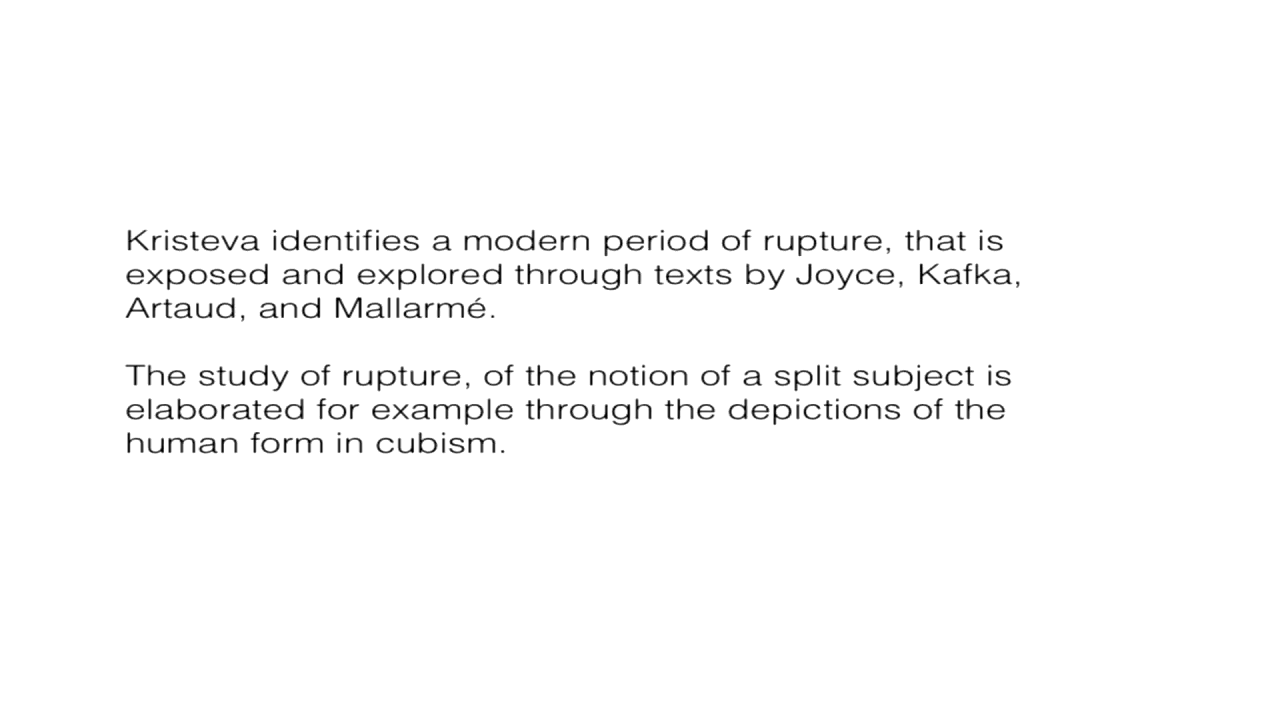 Kristeva identifies a modern period of rupture, that is
exposed and explored through texts by Joyce, Kafka,
Artaud, and Mallarmé.
The study of rupture, of the notion of a split subject is
elaborated for example through the depictions of the
human form in cubism.